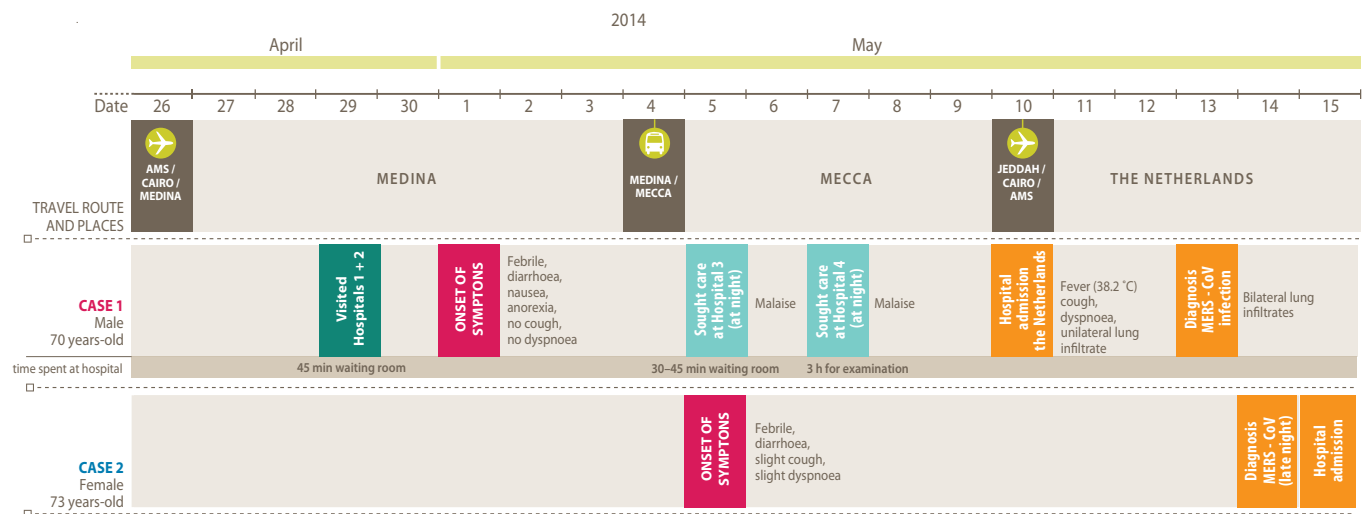 2014
April
May
Date 26 27 28 29 30 1 2 3 4 5 6 7 8 9 10 11 12 13 14 15
TRAVEL ROUTE
AND PLACES
AMS /
CAIRO /
MEDINA
MEDINA
MEDINA /
MECCA
MECCA
JEDDAH /
CAIRO /
AMS
THE NETHERLANDS
CASE 1
Male
70 years-old
Visited
Hospitals 1 + 2
ONSET OF
SYMPTONS
Febrile,
diarrhoea,
nausea,
anorexia,
no cough,
no dyspnoea
Sought care
at Hospital 3
(at night)
Malaise
Sought care
at Hospital 4
(at night)
Malaise
Hospital
admission
the Netherlands
Fever (38.2 ˚C)
cough,
dyspnoea,
unilateral lung
infiltrate
Diagnosis
MERS - CoV
infection
Bilateral lung
infiltrates
time spent at hospital
45 min waiting room
30–45 min waiting room
3 h for examination
CASE 2
Female
73 years-old
ONSET OF
SYMPTONS
Febrile,
diarrhoea,
slight cough,
slight dyspnoea
Diagnosis
MERS - CoV
(late night)
Hospital
admission